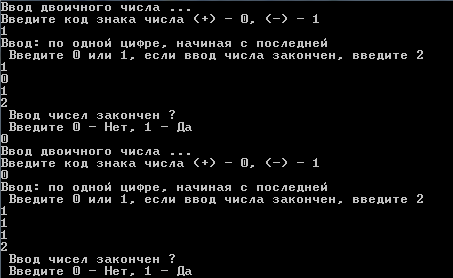 Ввод двоичного числа ...
Введите код знака числа (+) - 0, (-) - 1
1
Ввод: по одной цифре, начиная с последней
Введите 0 или 1, если ввод числа закончен, введите 2
1
0
1
2
Ввод чисел закончен ?
Введите 0 - Нет, 1 - Да
0
Ввод двоичного числа ...
Введите код знака числа (+) - 0, (-) - 1
0
Ввод: по одной цифре, начиная с последней
Введите 0 или 1, если ввод числа закончен, введите 2
1
1
1
2
Ввод чисел закончен ?
Введите 0 - Нет, 1 - Да